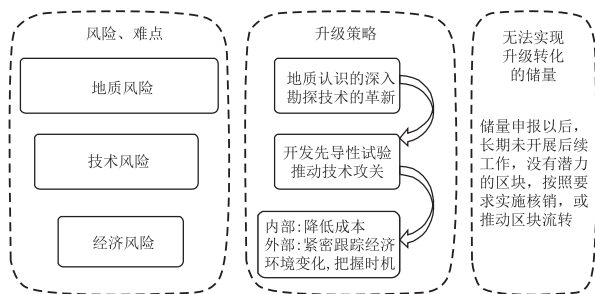 风险、难点
地质风险
技术风险
经济风险
升级策略
地质认识的深入
勘探技术的革新
开发先导性试验
推动技术攻关
内部:降低成本
外部:紧密跟踪经济
环境变化,把握时机
无法实现
升级转化
的储量
储量申报以后，
长期未开展后续
工作，没有潜力
的区块，按照要
求实施核销，或
推动区块流转